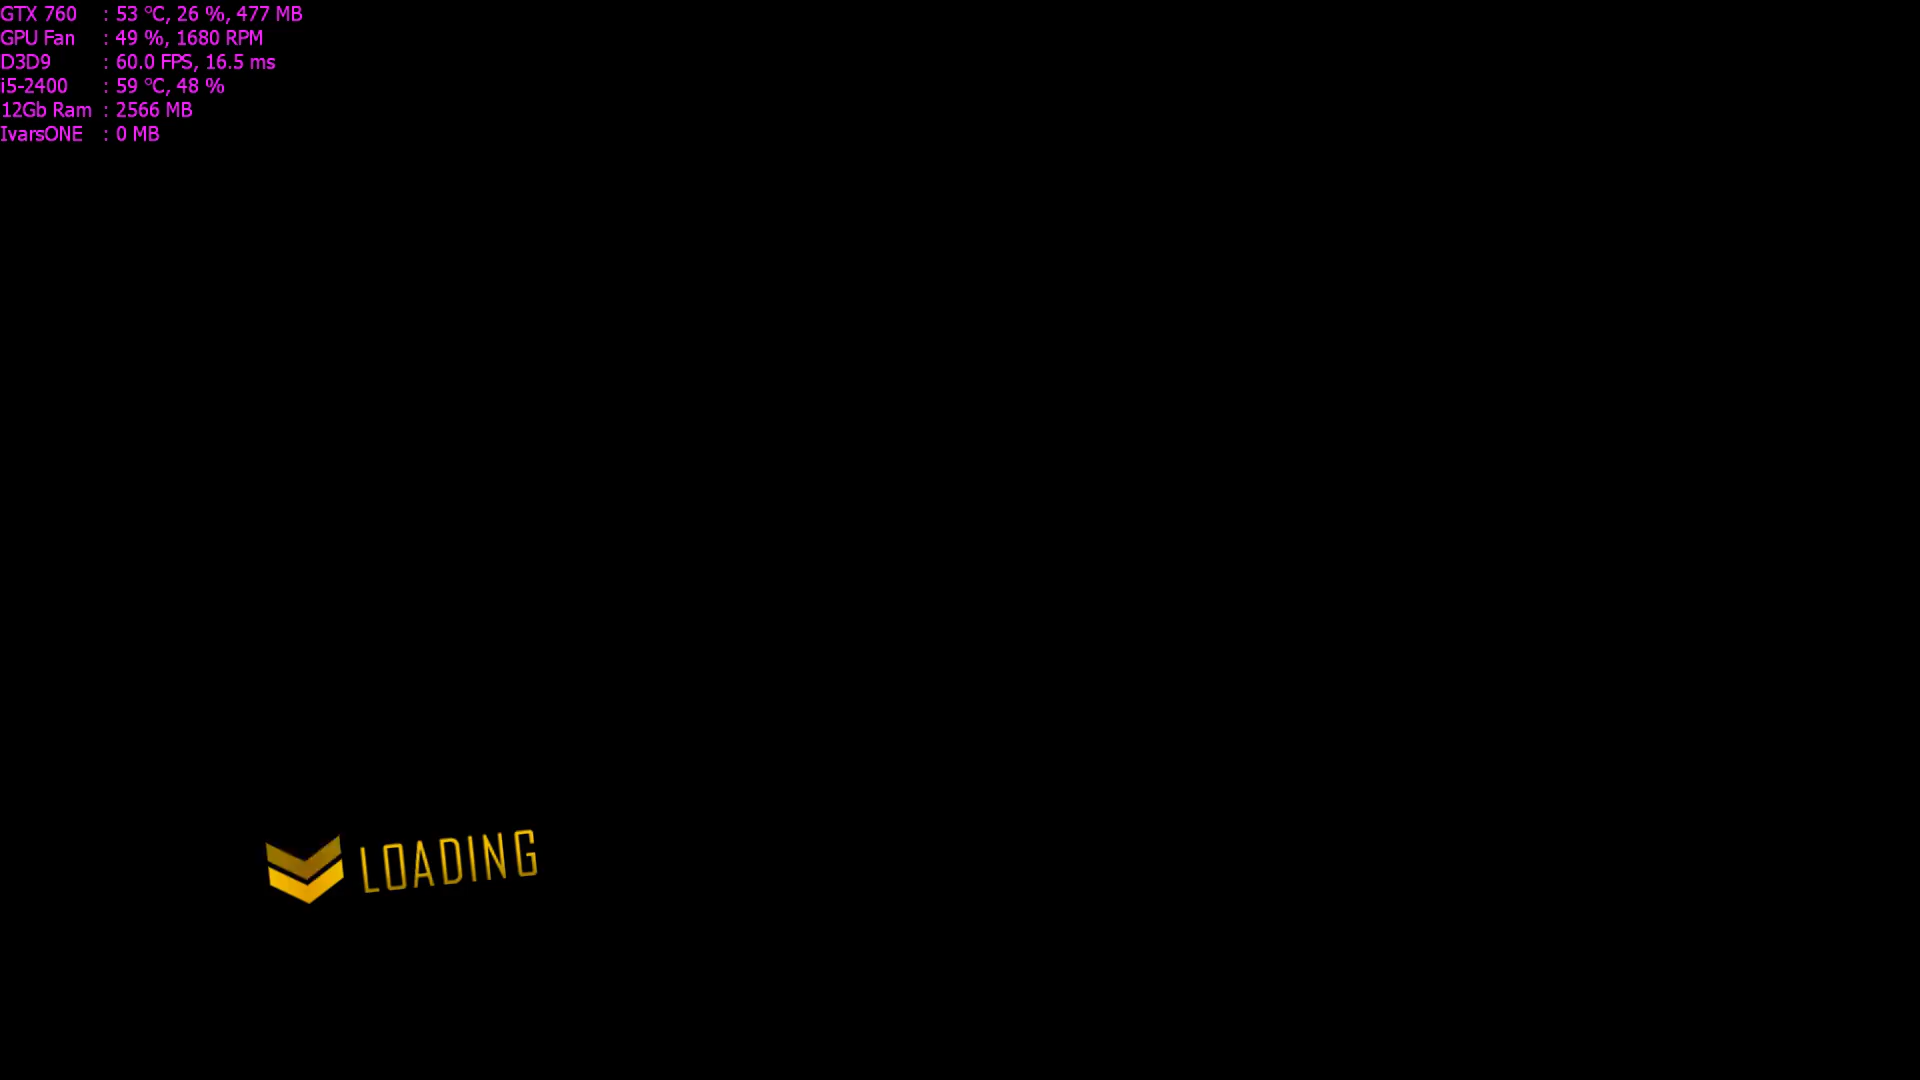 GTX 760 : 53 °C, 26 %, 477 MB
GPU Fan : 49 %, 1680 RPM
D3D9 : 60.0 FPS, 16.5 ms
i5-2400 : 59 °C, 48 %
12Gb Ram : 2566 MB
IvarsONE : 0 MB
LOADING